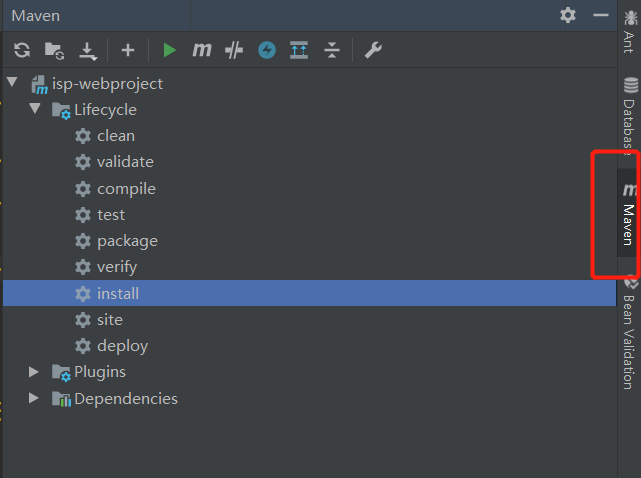 Maven
isp-webproject
Lifecycle
clean
validate
compile
test
package
verify
install
site
deploy
Plugins
Dependencies
Ant
Database
m Maven
Bean Validation